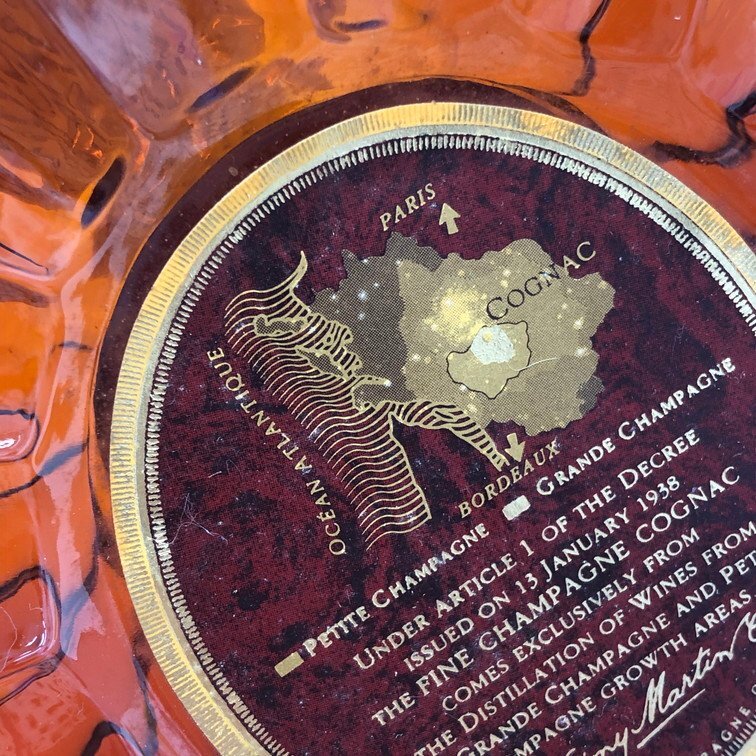 PARIS
COGNAC
OCÉAN ATLANTIQUE
BORDEAUX
PETITE CHAMPAGNE GRANDE CHAMPAGNE
UNDER ARTICLE 1 OF THE DECREE
ISSUED ON 13 JANUARY 1938
THE FINE CHAMPAGNE COGNAC
COMES EXCLUSIVELY FROM
THE DISTILLATION OF WINES FROM
GRANDE CHAMPAGNE AND PET
CHAMPAGNE GROWTH AREAS
Martin